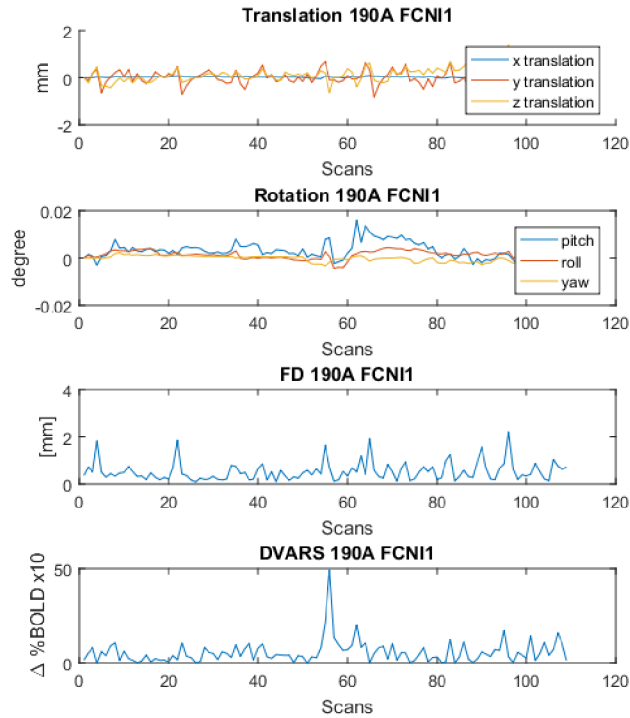 Translation 190A FCNI1
2
0
-2
mm
x translation
y translation
z translation
0 20 40 60 80 100 120
Scans
Rotation 190A FCNI1
0.02
0
-0.02
degree
pitch
roll
yaw
0 20 40 60 80 100 120
Scans
FD 190A FCNI1
4
2
0
[mm]
0 20 40 60 80 100 120
Scans
DVARS 190A FCNI1
50
0
Δ %BOLD x10
0 20 40 60 80 100 120
Scans